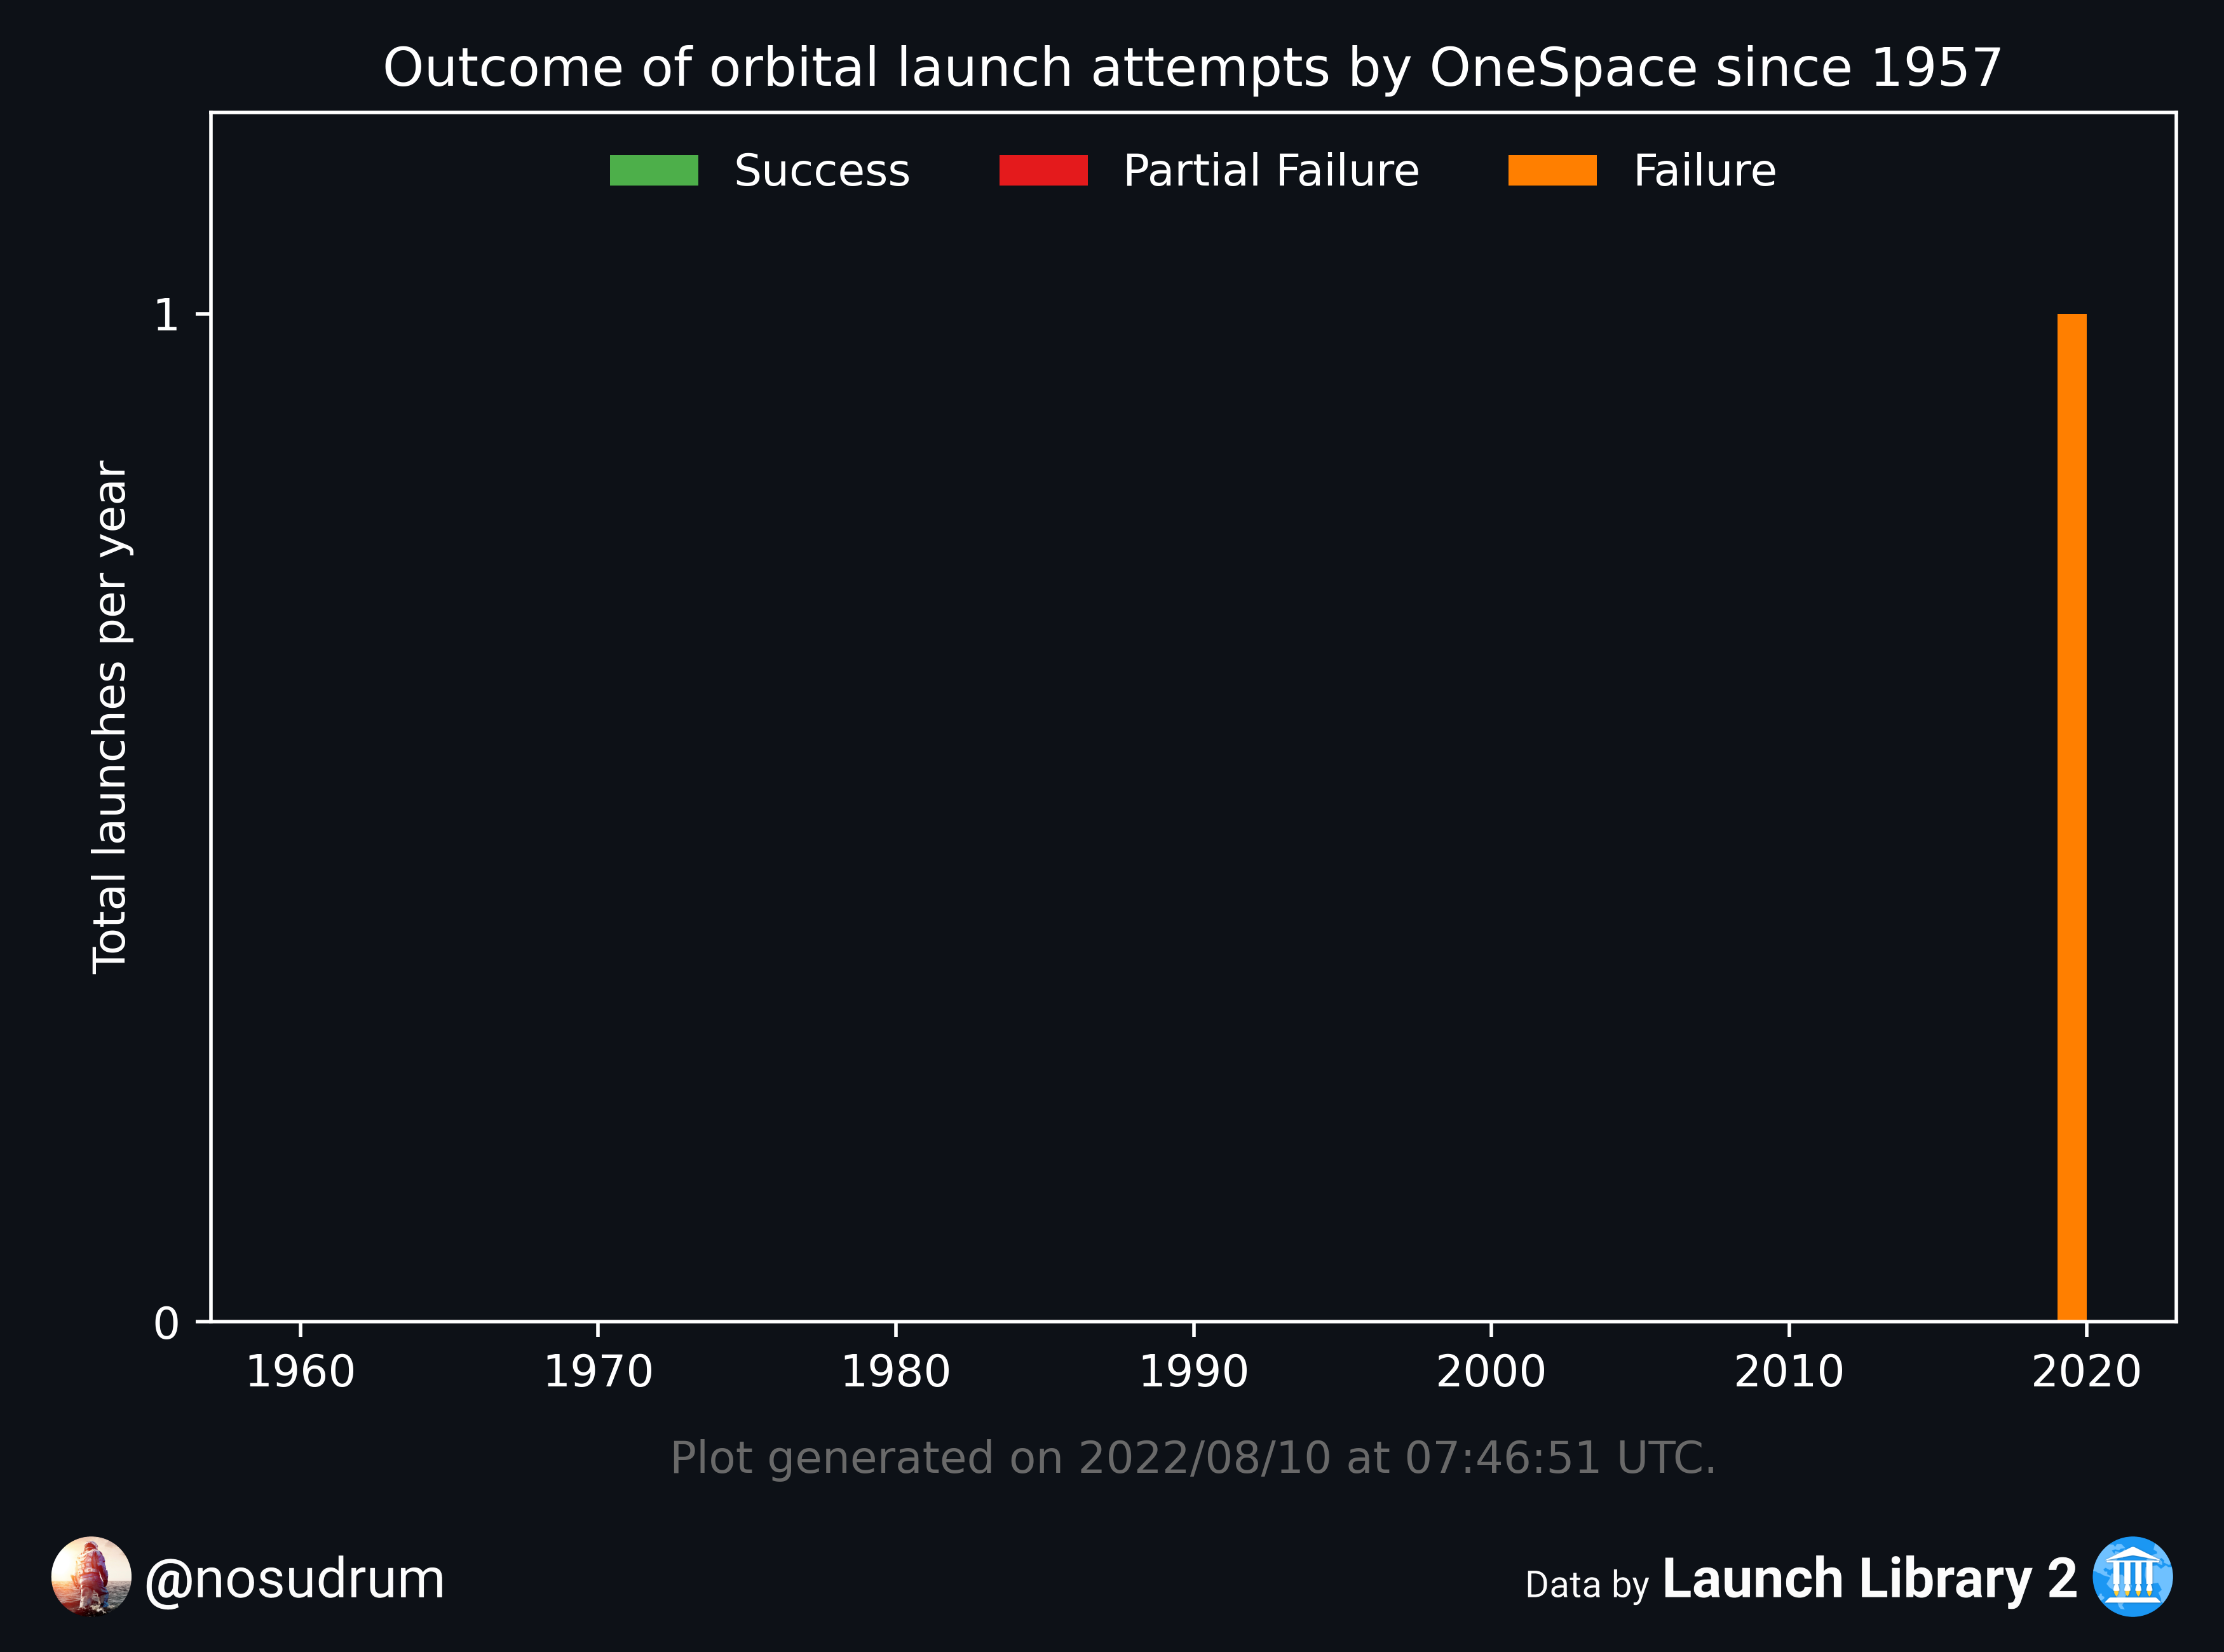 Outcome of orbital launch attempts by OneSpace since 1957
Success
Partial Failure
Failure
1
0
Total launches per year
1960
1970
1980
1990
2000
2010
2020
Plot generated on 2022/08/10 at 07:46:51 UTC.
@nosudrum
Data by Launch Library 2